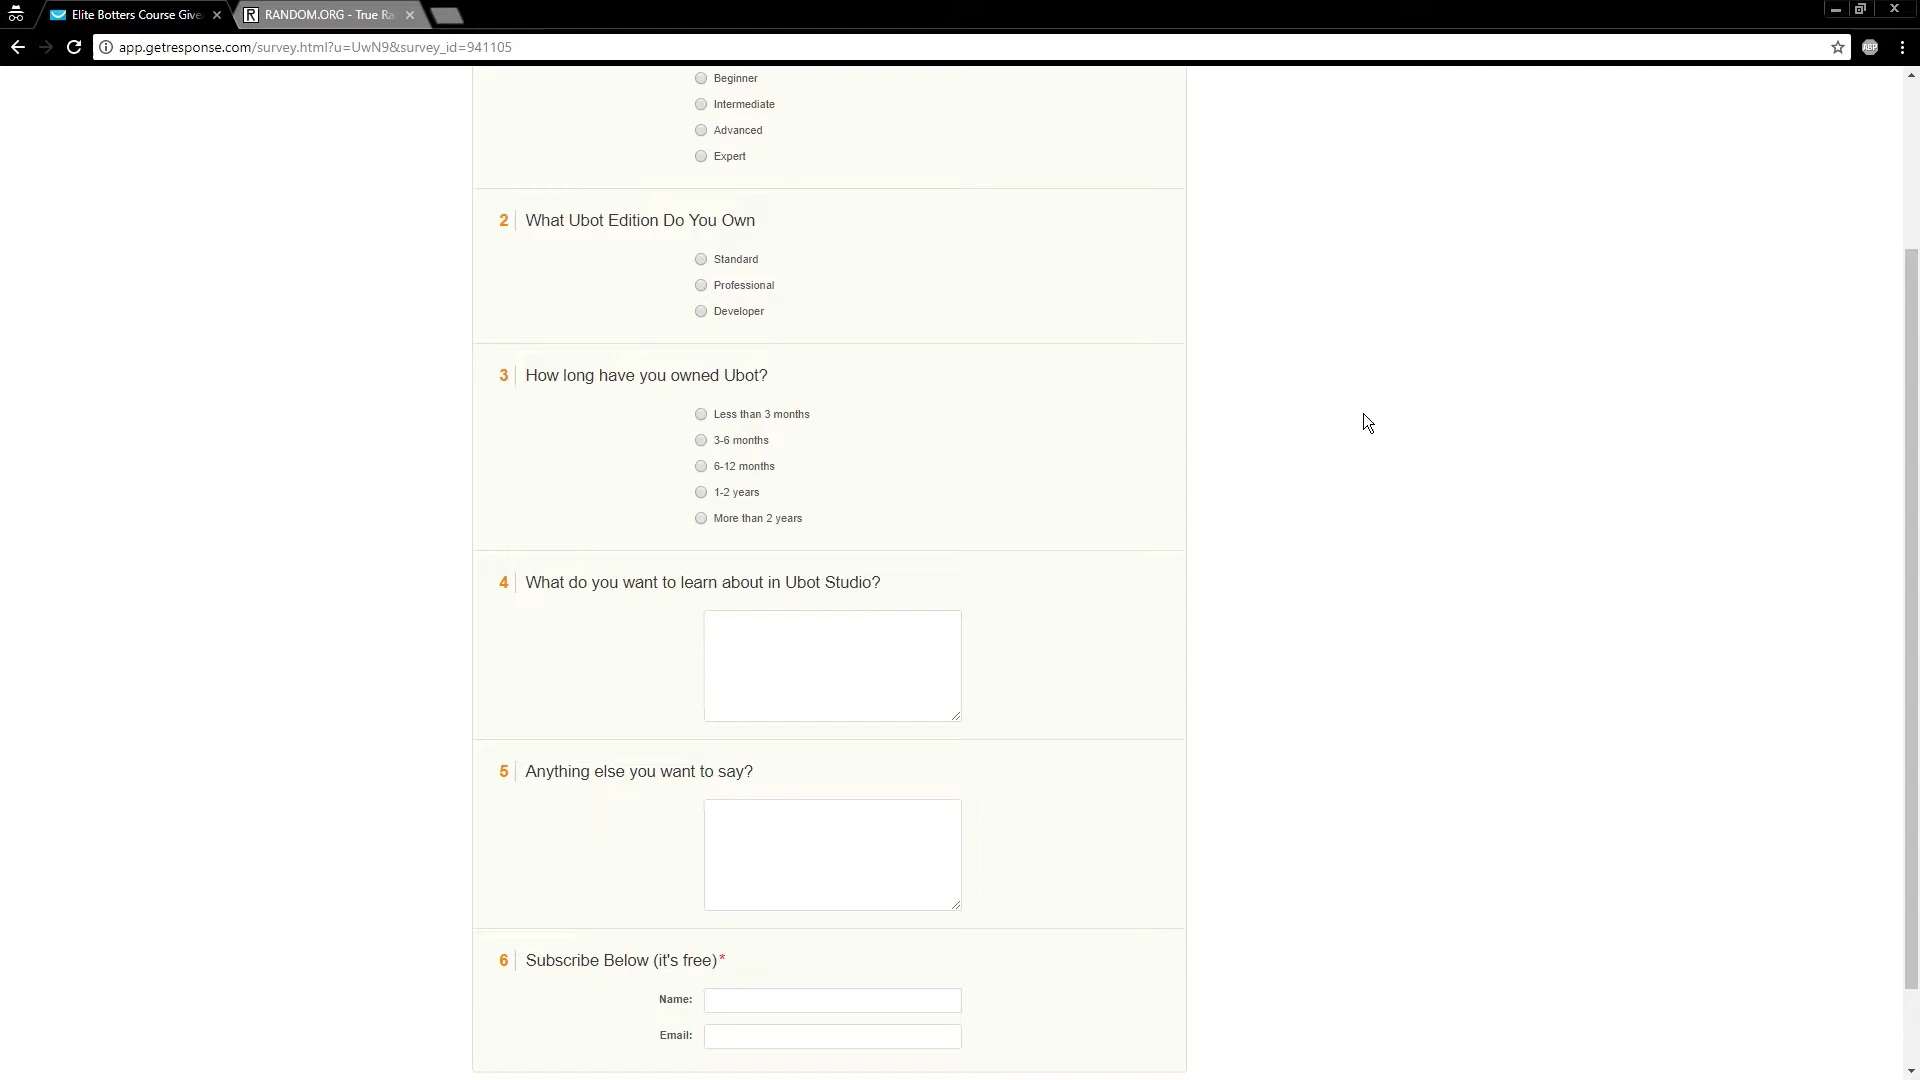 Elite Botters Course Give
RANDOM.ORG - True Ra
app.getresponse.com/survey.html?u=UwN9&survey_id=941105
ABP
Beginner
Intermediate
Advanced
Expert
2 What Ubot Edition Do You Own
Standard
Professional
Developer
3 How long have you owned Ubot?
Less than 3 months
3-6 months
6-12 months
1-2 years
More than 2 years
4 What do you want to learn about in Ubot Studio?
5 Anything else you want to say?
6 Subscribe Below (it's free)*
Name:
Email: